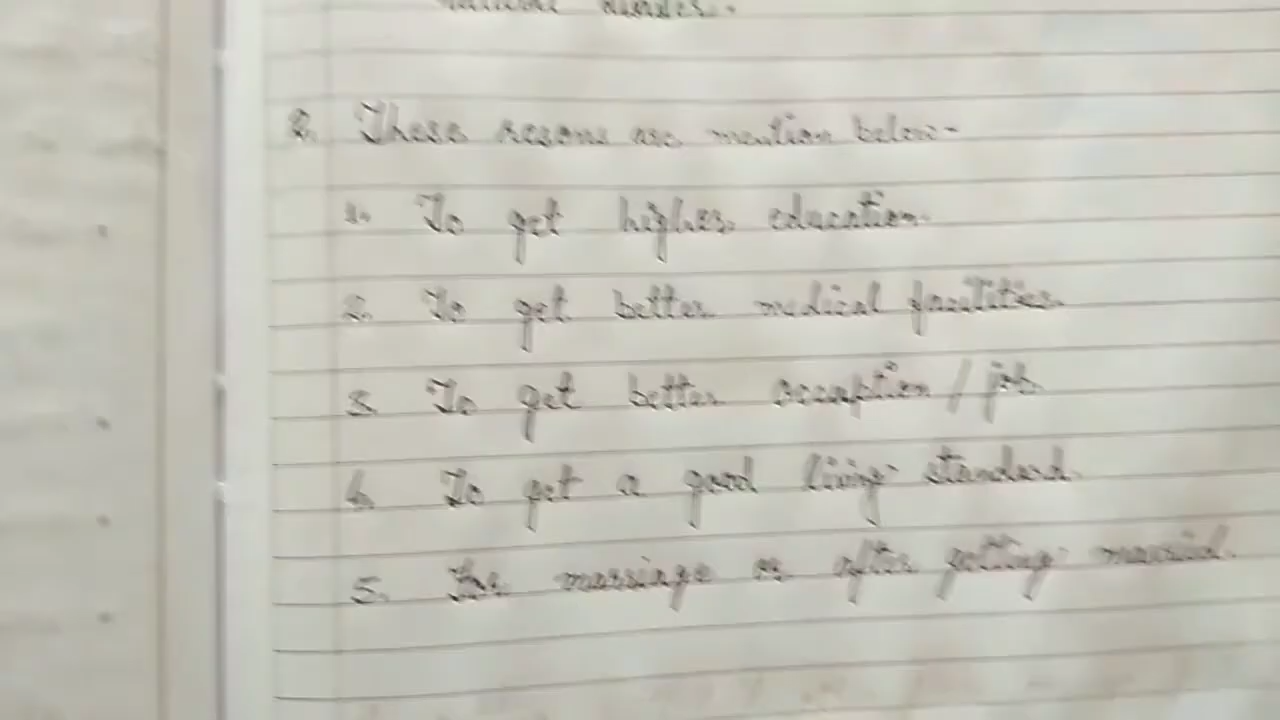 2. These resons are mention below-
1. To get higher education.
2. To get better medical facilities.
3. To get better occuption / job
4. To get a good living standard.
5. For marriage or after getting married.